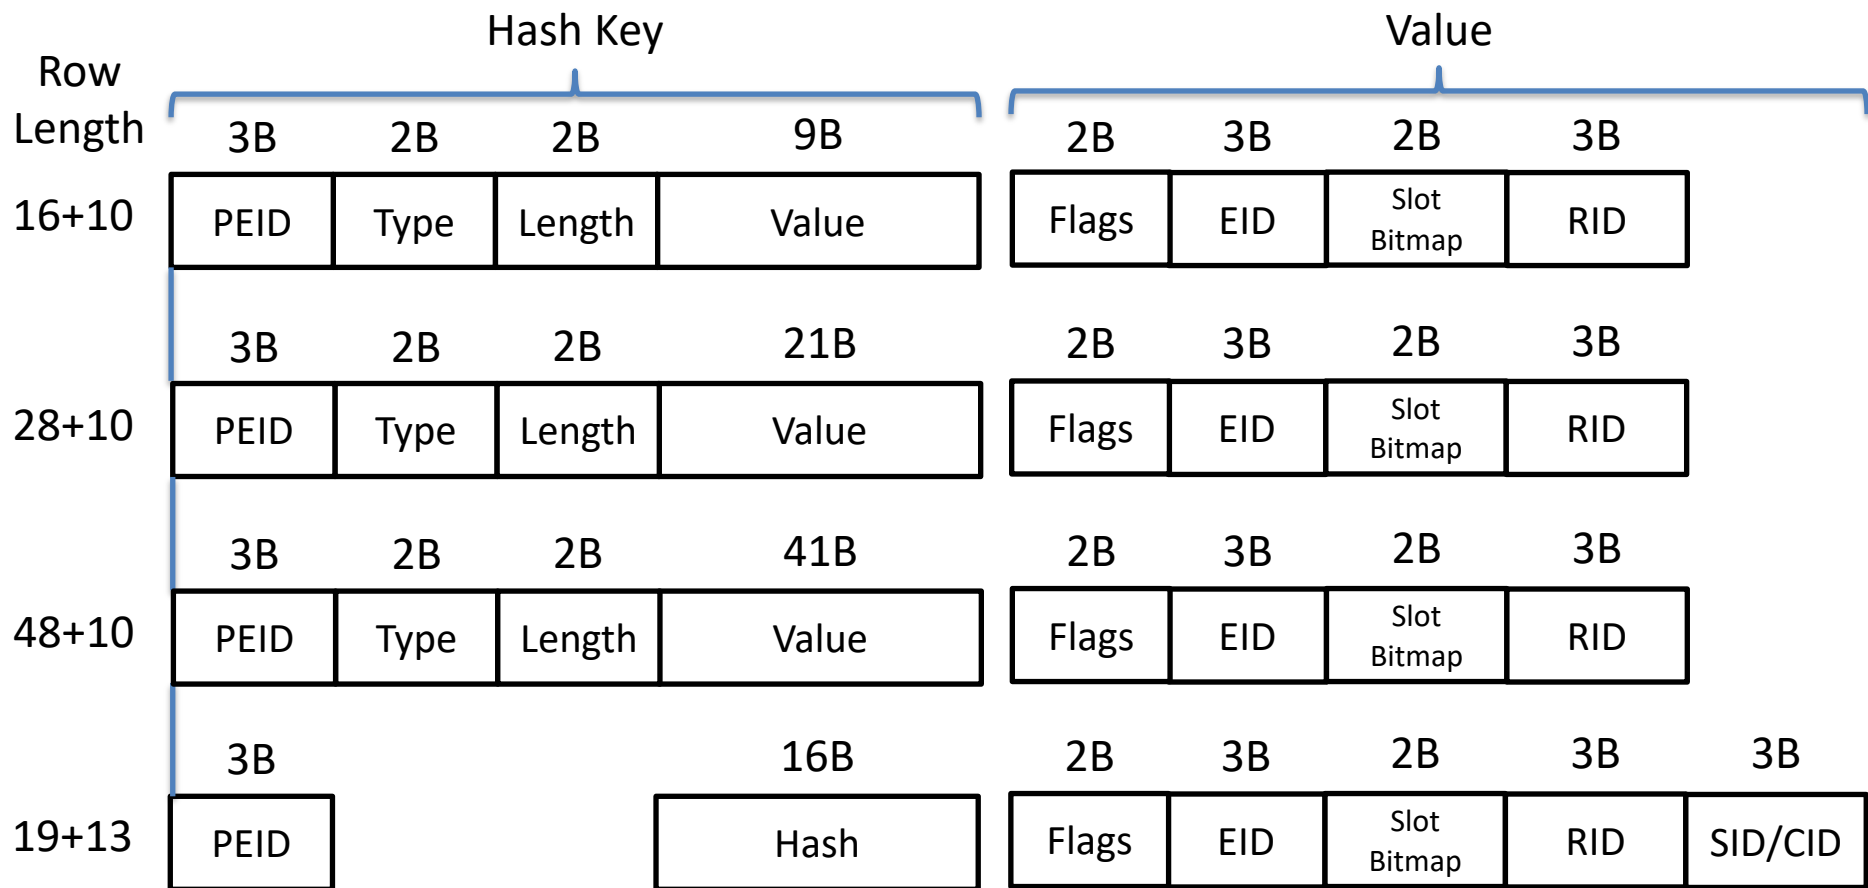 Hash Key Value
Row
Length
3B 2B 2B 9B 2B 3B 2B 3B
16+10 PEID Type Length Value Flags EID Slot Bitmap RID
3B 2B 2B 21B 2B 3B 2B 3B
28+10 PEID Type Length Value Flags EID Slot Bitmap RID
3B 2B 2B 41B 2B 3B 2B 3B
48+10 PEID Type Length Value Flags EID Slot Bitmap RID
3B 16B 2B 3B 2B 3B 3B
19+13 PEID Hash Flags EID Slot Bitmap RID SID/CID